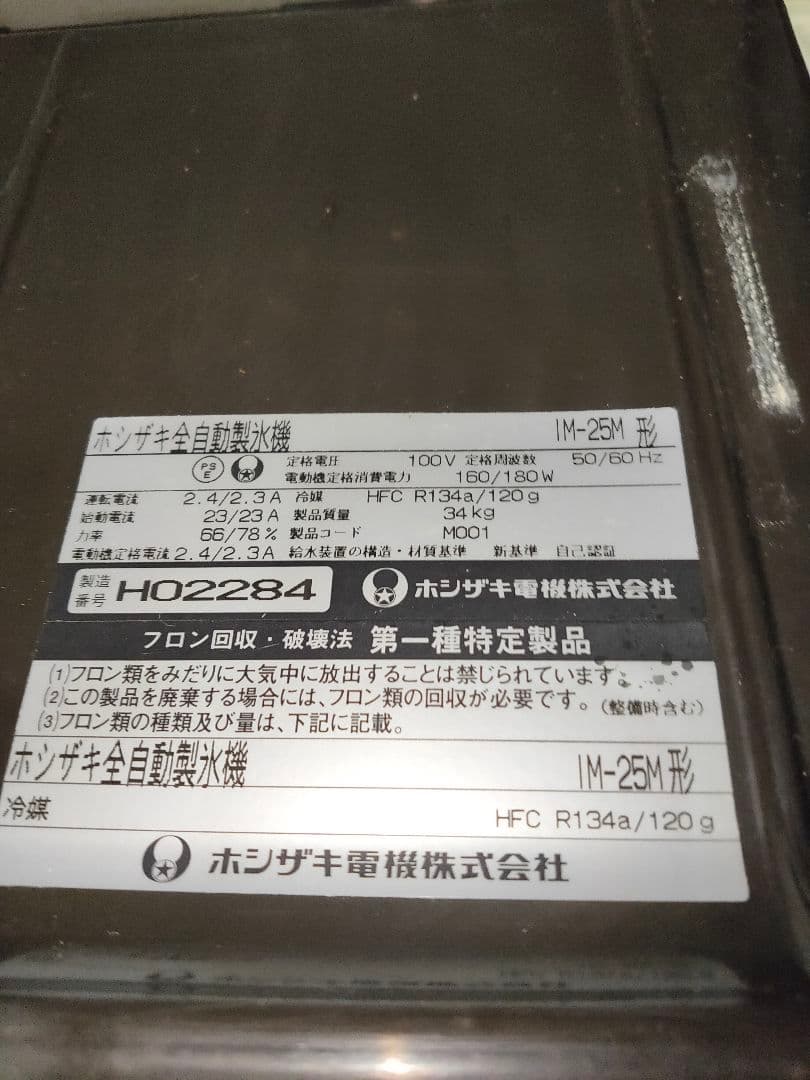 ホシザキ全自動製氷機 IM-25M 形
PS E 定格電圧 100V 定格周波数 50/60Hz
電動機定格消費電力 160/180W
運転電流 2.4/2.3A 冷媒 HFC R134a/120g
始動電流 23/23A 製品質量 34kg
力率 66/78% 製品コード M001
電動機定格電流 2.4/2.3A 給水装置の構造・材質基準 新基準 自己認証
製造番号 H02284 ホシザキ電機株式会社
フロン回収・破壊法 第一種特定製品
(1)フロン類をみだりに大気中に放出することは禁じられています。
(2)この製品を廃棄する場合には、フロン類の回収が必要です。(整備時含む)
(3)フロン類の種類及び量は、下記に記載。
ホシザキ全自動製氷機 IM-25M 形
冷媒 HFC R134a/120g
ホシザキ電機株式会社